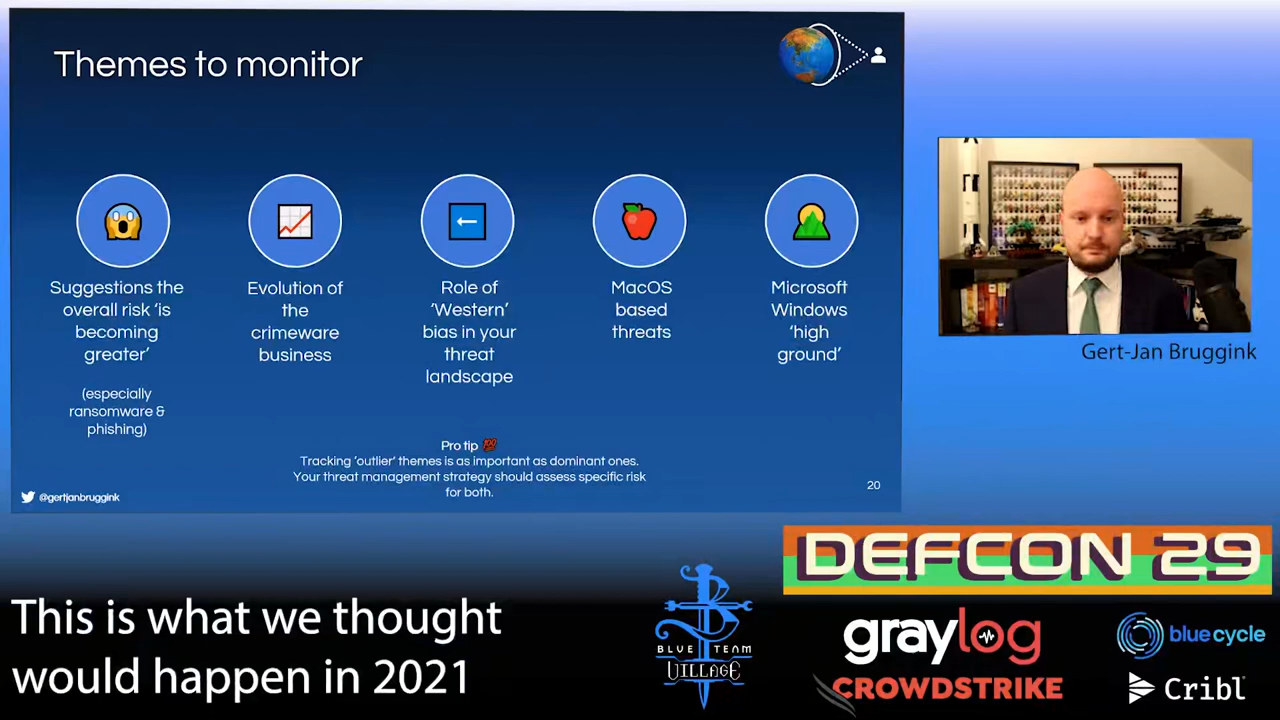 Themes to monitor
Suggestions the
overall risk ‘is
becoming
greater’
(especially
ransomware &
phishing)
Evolution of
the
crimeware
business
Role of
‘Western’
bias in your
threat
landscape
MacOS
based
threats
Microsoft
Windows
‘high
ground’
Pro tip 💯
Tracking ‘outlier’ themes is as important as dominant ones.
Your threat management strategy should assess specific risk
for both.
@gertjanbruggink
20
Gert-Jan Bruggink
This is what we thought
would happen in 2021
BLUE TEAM
VILLAGE
DEFCON 29
graylog
blue cycle
CROWDSTRIKE
Cribl